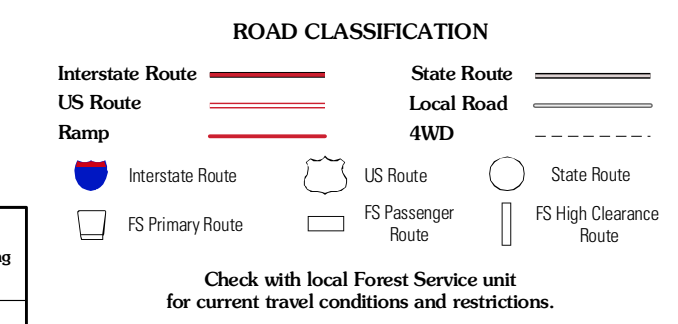 ROAD CLASSIFICATION
Interstate Route
State Route
US Route
Local Road
Ramp
4WD
Interstate Route
US Route
State Route
FS Primary Route
FS Passenger
Route
FS High Clearance
Route
Check with local Forest Service unit
for current travel conditions and restrictions.